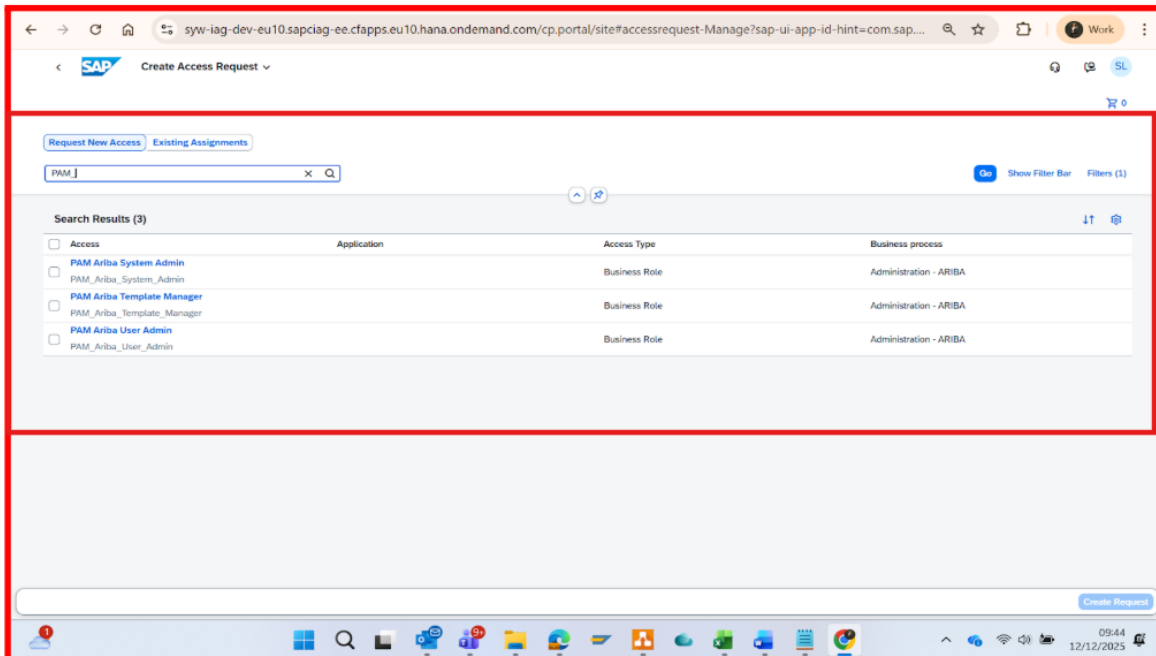 syw-iag-dev-eu10.sapciag-ee.cfapps.eu10.hana.ondemand.com/cp.portal/site#accessrequest-Manage?sap-ui-app-id-hint=com.sap....
Work
SAP
Create Access Request
SL
0
Request New Access Existing Assignments
PAM_
Go Show Filter Bar Filters (1)
Search Results (3)
Access Application Access Type Business process
PAM Ariba System Admin
PAM_Ariba_System_Admin
Business Role Administration - ARIBA
PAM Ariba Template Manager
PAM_Ariba_Template_Manager
Business Role Administration - ARIBA
PAM Ariba User Admin
PAM_Ariba_User_Admin
Business Role Administration - ARIBA
Create Request
1
9+
09:44
12/12/2025